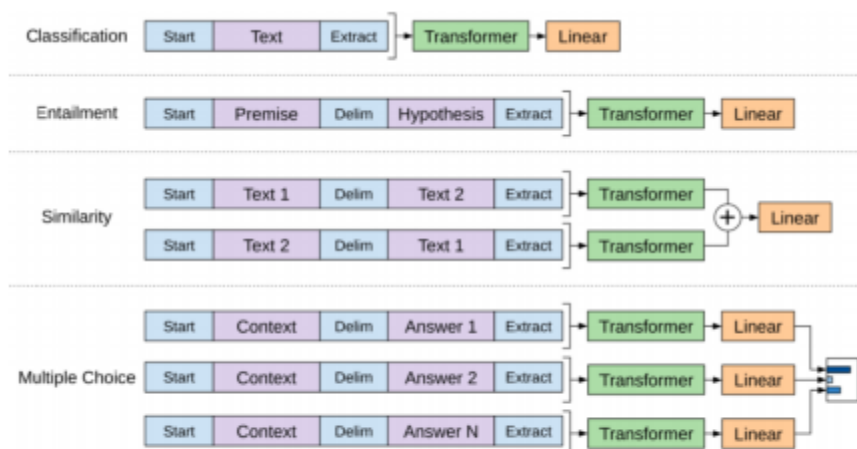 Classification Start Text Extract Transformer Linear
Entailment Start Premise Delim Hypothesis Extract Transformer Linear
Start Text 1 Delim Text 2 Extract Transformer
Similarity + Linear
Start Text 2 Delim Text 1 Extract Transformer
Start Context Delim Answer 1 Extract Transformer Linear
Multiple Choice Start Context Delim Answer 2 Extract Transformer Linear
Start Context Delim Answer N Extract Transformer Linear